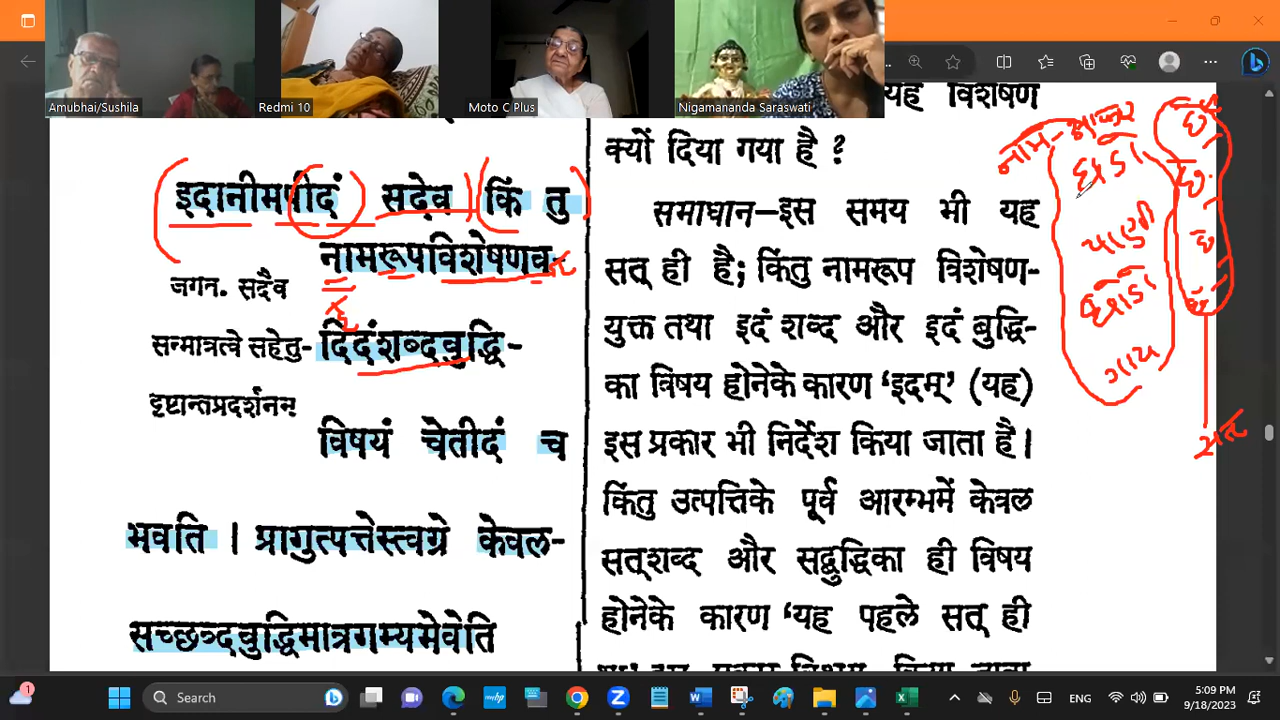 Amubhai/Sushila
Redmi 10
Moto C Plus
Nigamananda Saraswati
इदानीमपीदं सदेव । किं तु
नामरूपविशेषणव-
जगन. सदैव
सन्मात्रत्वे सहेतु-
दृष्टान्तप्रदर्शनम्
दिदंशब्दबुद्धि-
विषयं चेतीदं च
भवति । प्रागुत्पत्तेस्त्वग्रे केवल-
सच्छब्दबुद्धिमात्रगम्यमेवेति
यह विशेषण
क्यों दिया गया है ?
समाधान—इस समय भी यह
सत् ही है; किंतु नामरूप विशेषण-
युक्त तथा इदं शब्द और इदं बुद्धि-
का विषय होनेके कारण ‘इदम्’ (यह)
इस प्रकार भी निर्देश किया जाता है।
किंतु उत्पत्तिके पूर्व आरम्भमें केवल
सत्शब्द और सद्बुद्धिका ही विषय
होनेके कारण ‘यह पहले सत् ही
ઘડો
પાણી
ઘોડો
ગાય
સત્
Search
ENG
5:09 PM
9/18/2023
1